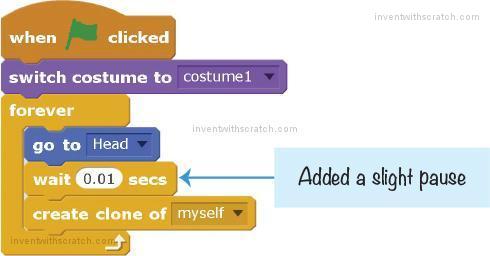 inventwithscratch.com
when clicked
switch costume to costume1
forever
inventwithscratch.com
go to Head
wait 0.01 secs
Added a slight pause
create clone of myself
inventwithscratch.com